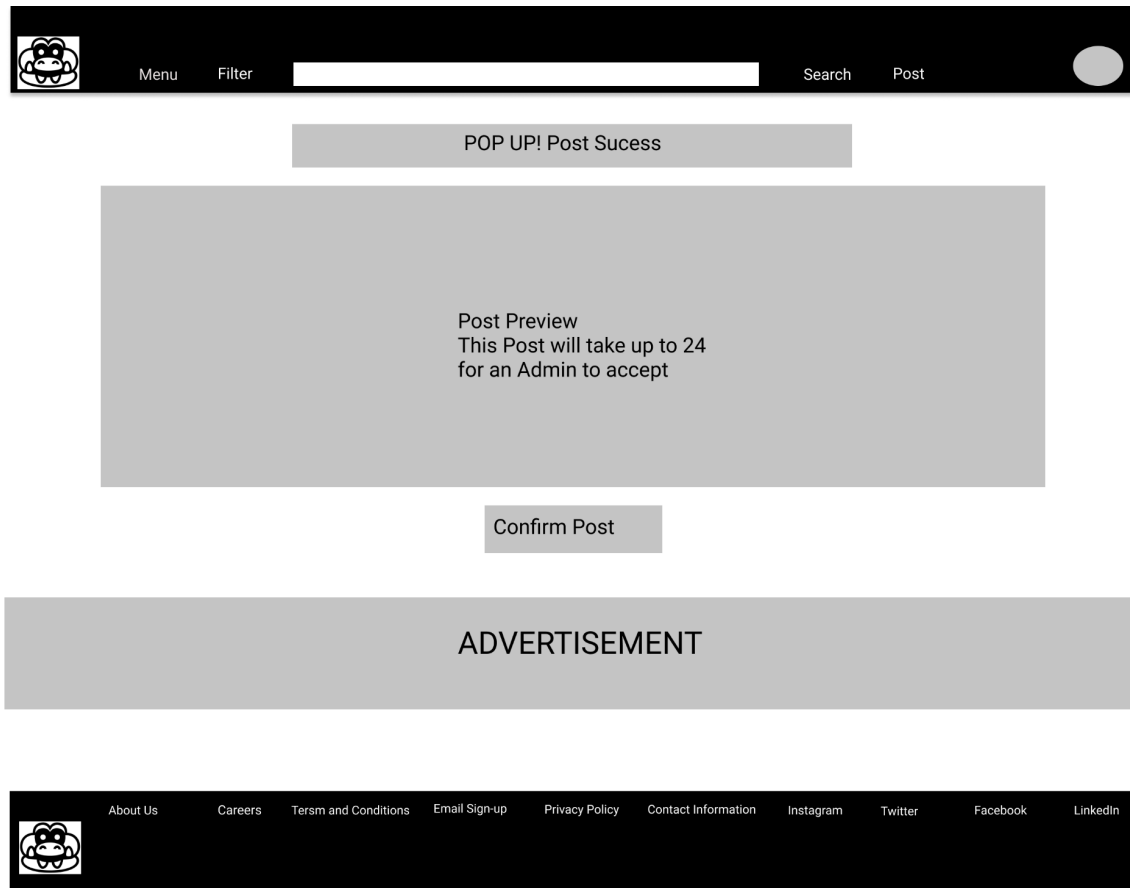 Menu Filter Search Post
POP UP! Post Sucess
Post Preview
This Post will take up to 24
for an Admin to accept
Confirm Post
ADVERTISEMENT
About Us Careers Tersm and Conditions Email Sign-up Privacy Policy Contact Information Instagram Twitter Facebook LinkedIn